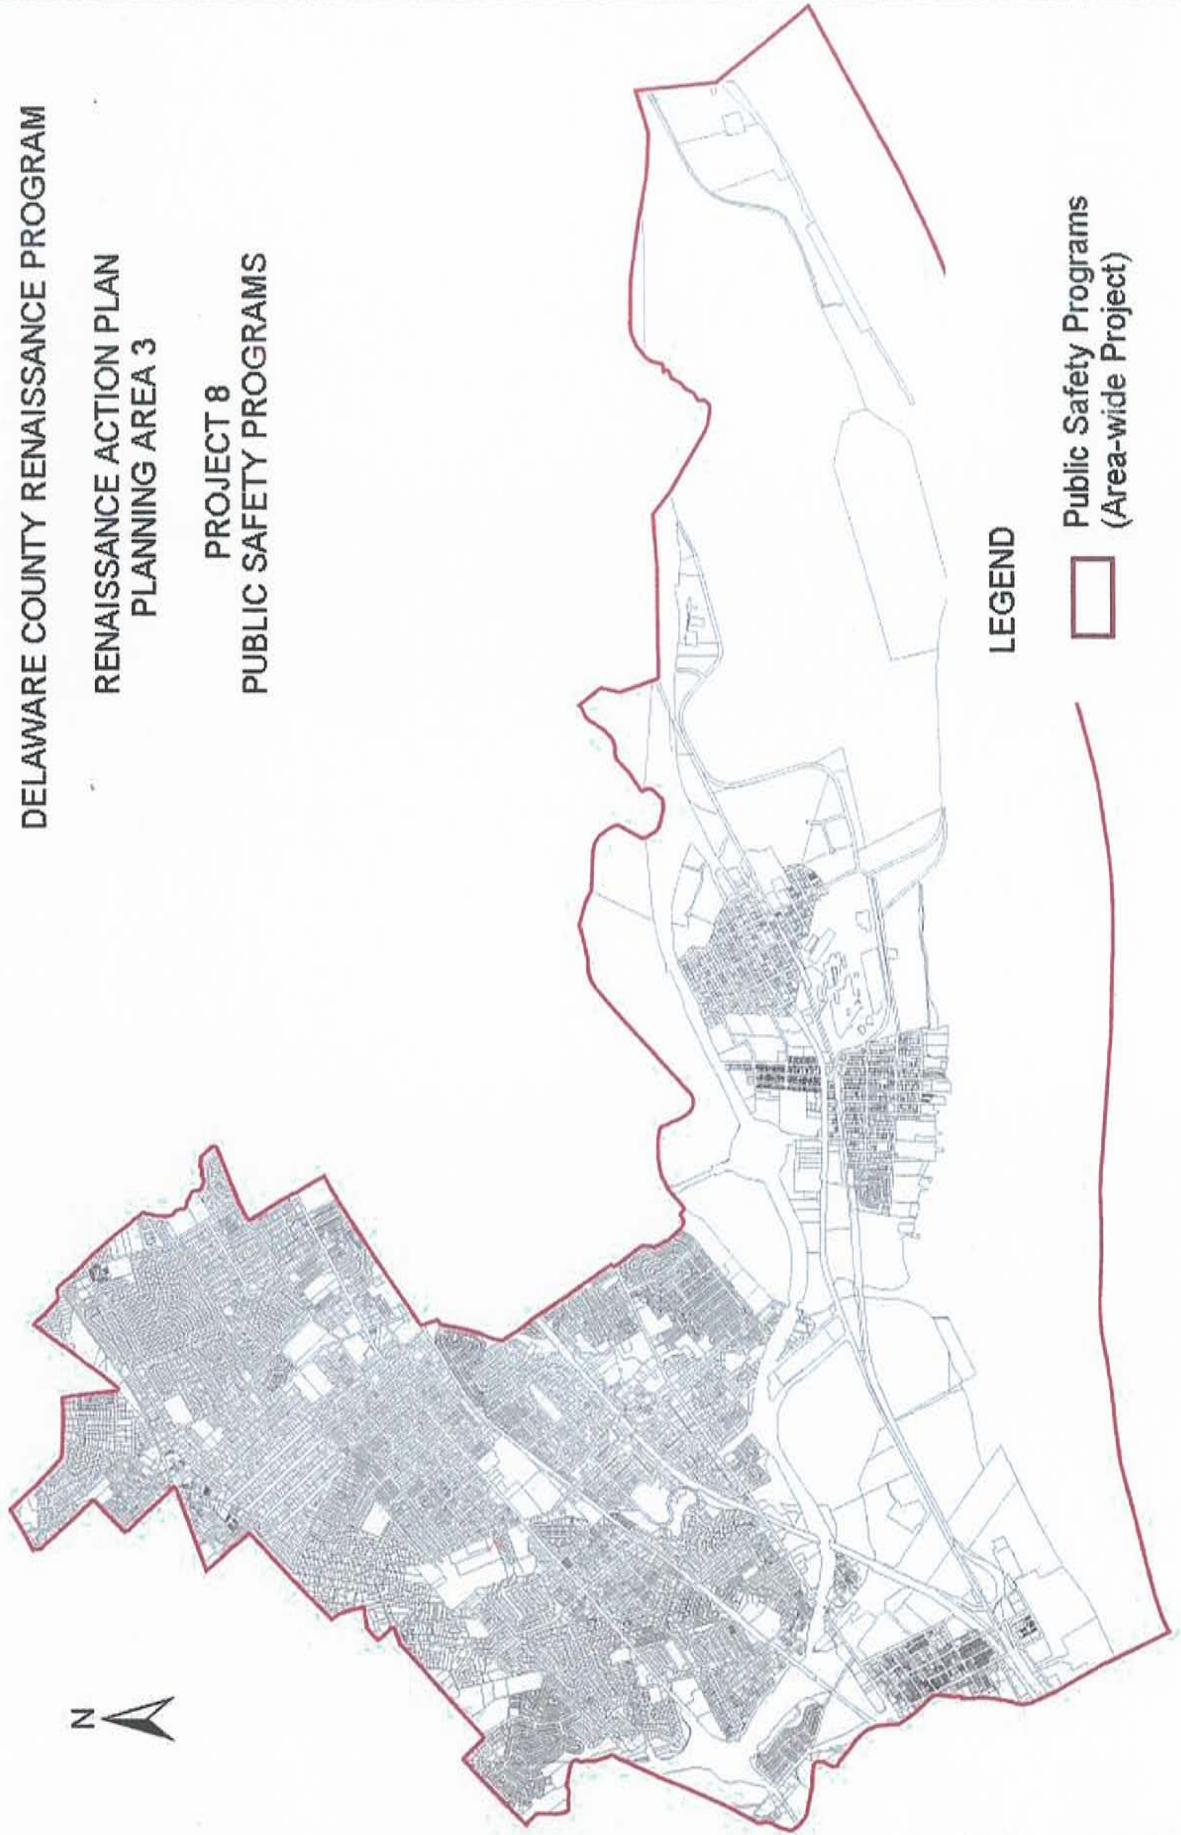 DELAWARE COUNTY RENAISSANCE PROGRAM
RENAISSANCE ACTION PLAN
PLANNING AREA 3
PROJECT 8
PUBLIC SAFETY PROGRAMS
N
LEGEND
Public Safety Programs
(Area-wide Project)